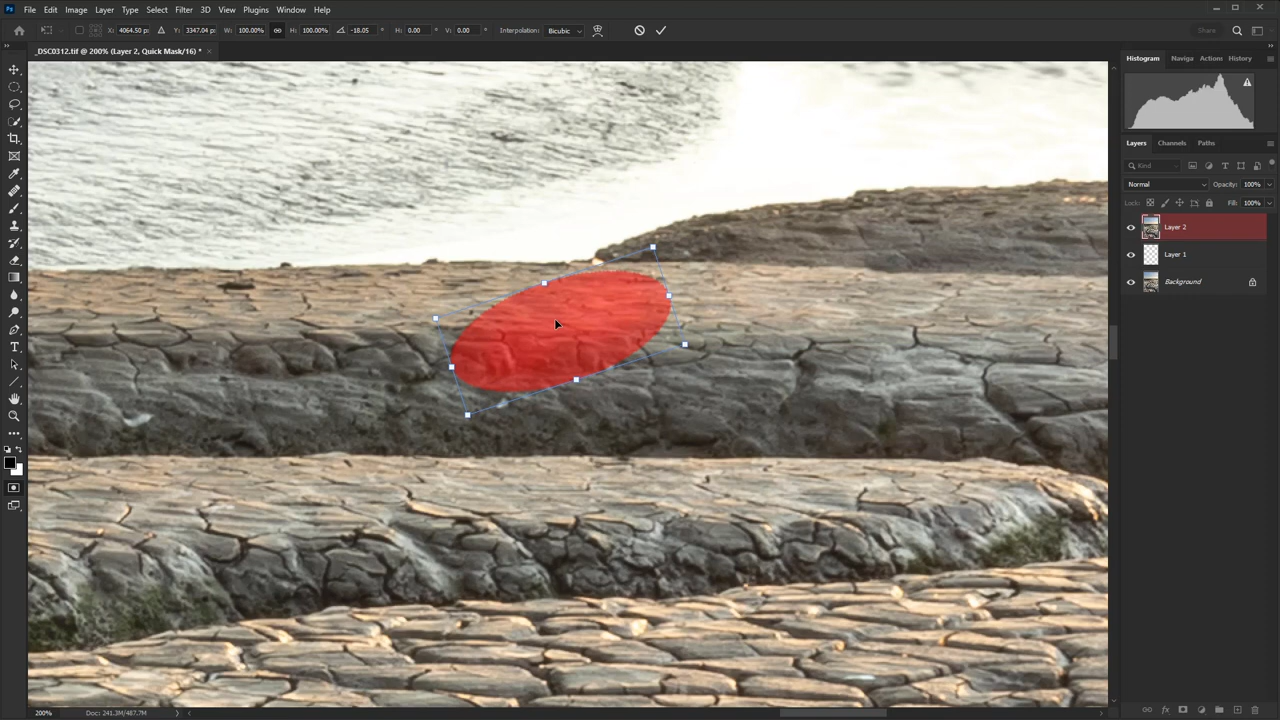 Ps File Edit Image Layer Type Select Filter 3D View Plugins Window Help
X: 4064.50 px Y: 3347.04 px W: 100.00% H: 100.00% -18.05 ° H: 0.00 ° V: 0.00 ° Interpolation: Bicubic Share
_DSC0312.tif @ 200% (Layer 2, Quick Mask/16) * ×
Histogram Naviga Actions History
Layers Channels Paths
Kind
Normal Opacity: 100%
Lock: Fill: 100%
Layer 2
Layer 1
Background
200% Doc: 241.3M/487.7M